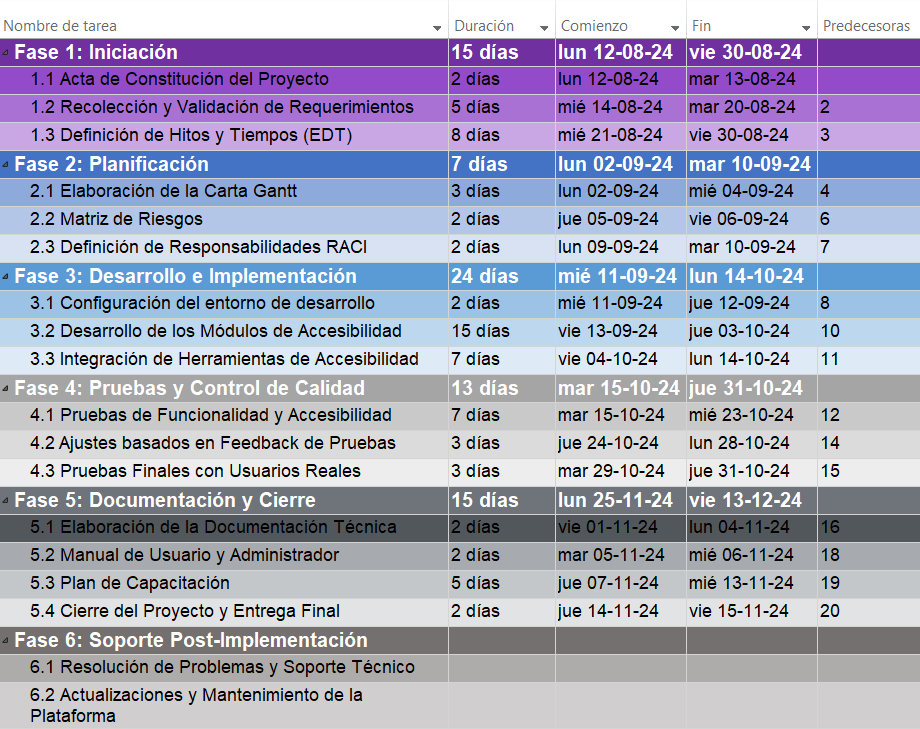 Nombre de tarea Duración Comienzo Fin Predecesoras
Fase 1: Iniciación 15 días lun 12-08-24 vie 30-08-24
1.1 Acta de Constitución del Proyecto 2 días lun 12-08-24 mar 13-08-24
1.2 Recolección y Validación de Requerimientos 5 días mié 14-08-24 mar 20-08-24 2
1.3 Definición de Hitos y Tiempos (EDT) 8 días mié 21-08-24 vie 30-08-24 3
Fase 2: Planificación 7 días lun 02-09-24 mar 10-09-24
2.1 Elaboración de la Carta Gantt 3 días lun 02-09-24 mié 04-09-24 4
2.2 Matriz de Riesgos 2 días jue 05-09-24 vie 06-09-24 6
2.3 Definición de Responsabilidades RACI 2 días lun 09-09-24 mar 10-09-24 7
Fase 3: Desarrollo e Implementación 24 días mié 11-09-24 lun 14-10-24
3.1 Configuración del entorno de desarrollo 2 días mié 11-09-24 jue 12-09-24 8
3.2 Desarrollo de los Módulos de Accesibilidad 15 días vie 13-09-24 jue 03-10-24 10
3.3 Integración de Herramientas de Accesibilidad 7 días vie 04-10-24 lun 14-10-24 11
Fase 4: Pruebas y Control de Calidad 13 días mar 15-10-24 jue 31-10-24
4.1 Pruebas de Funcionalidad y Accesibilidad 7 días mar 15-10-24 mié 23-10-24 12
4.2 Ajustes basados en Feedback de Pruebas 3 días jue 24-10-24 lun 28-10-24 14
4.3 Pruebas Finales con Usuarios Reales 3 días mar 29-10-24 jue 31-10-24 15
Fase 5: Documentación y Cierre 15 días lun 25-11-24 vie 13-12-24
5.1 Elaboración de la Documentación Técnica 2 días vie 01-11-24 lun 04-11-24 16
5.2 Manual de Usuario y Administrador 2 días mar 05-11-24 mié 06-11-24 18
5.3 Plan de Capacitación 5 días jue 07-11-24 mié 13-11-24 19
5.4 Cierre del Proyecto y Entrega Final 2 días jue 14-11-24 vie 15-11-24 20
Fase 6: Soporte Post-Implementación
6.1 Resolución de Problemas y Soporte Técnico
6.2 Actualizaciones y Mantenimiento de la
Plataforma